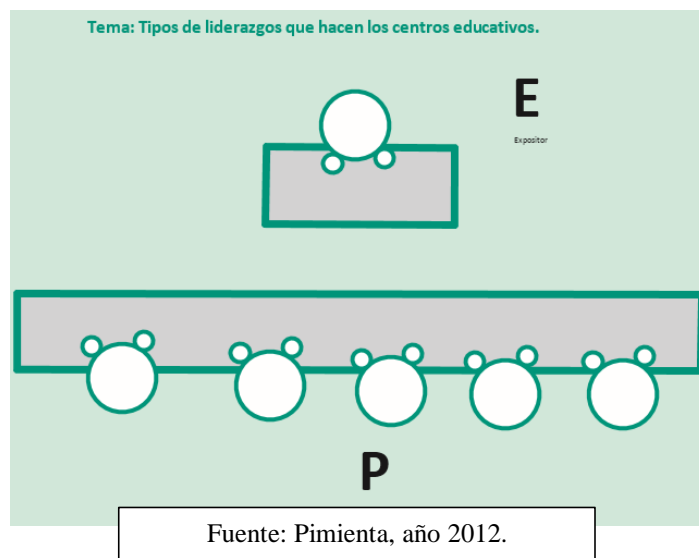 Tema: Tipos de liderazgos que hacen los centros educativos.
E
Expositor
P
Fuente: Pimienta, año 2012.